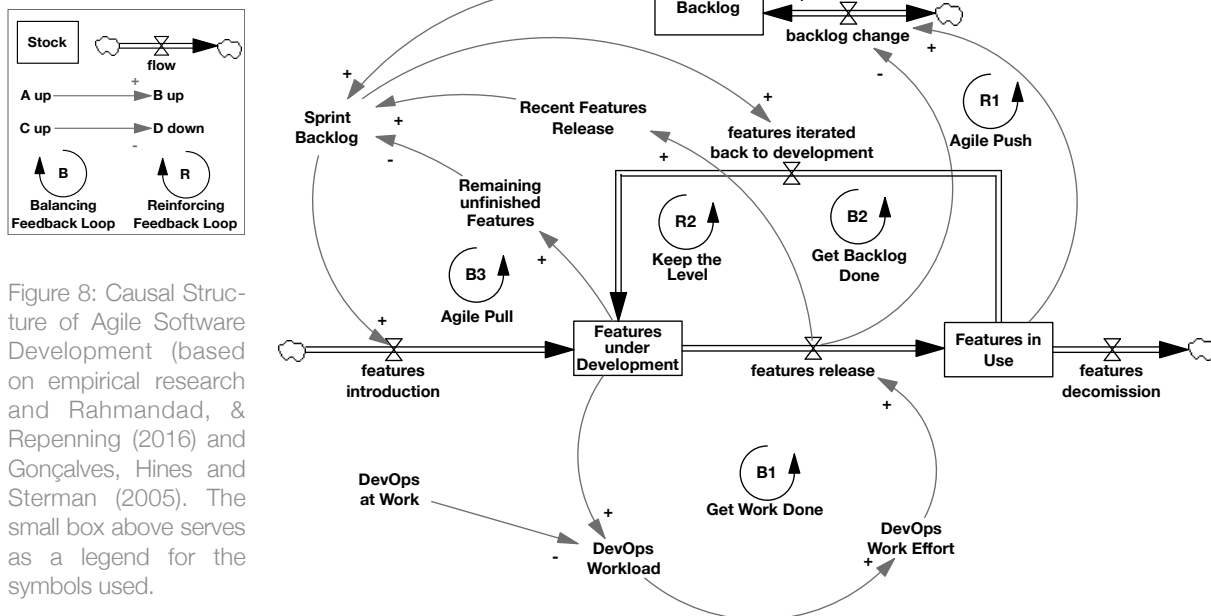 Stock
flow
+
A up
B up
C up
D down
-
B
R
Balancing
Feedback Loop
Reinforcing
Feedback Loop
Figure 8: Causal Struc-
ture of Agile Software
Development (based
on empirical research
and Rahmandad, &
Repenning (2016) and
Gonçalves, Hines and
Sterman (2005). The
small box above serves
as a legend for the
symbols used.
Backlog
backlog change
+
-
R1
Agile Push
+
Sprint
Backlog
+
-
Recent Features
Release
+
+
features iterated
back to development
Remaining
unfinished
Features
+
R2
Keep the
Level
B2
Get Backlog
Done
B3
Agile Pull
+
features
introduction
Features
under
Development
features release
Features in
Use
features
decomission
+
B1
Get Work Done
DevOps
at Work
+
-
DevOps
Workload
DevOps
Work Effort
+